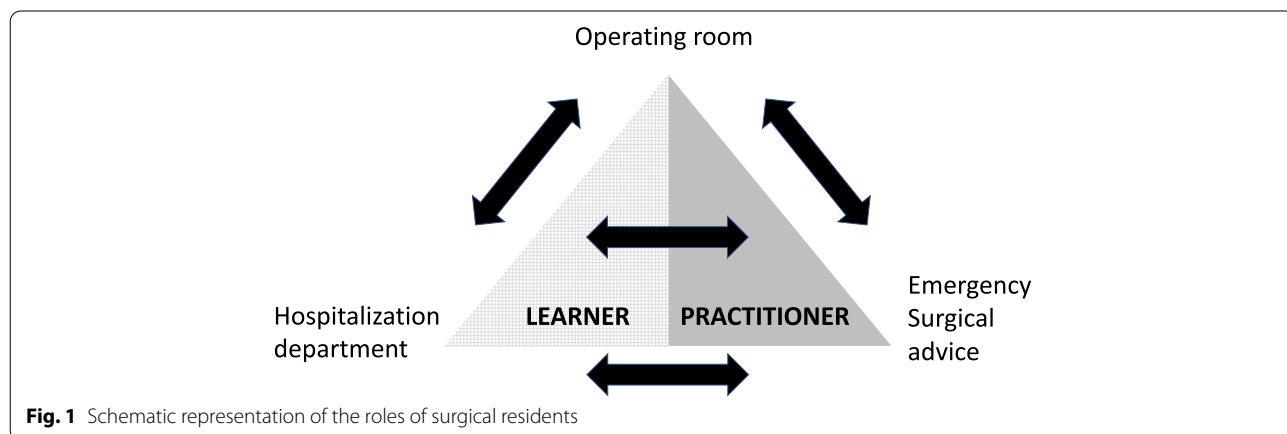 Operating room
Hospitalization
department
LEARNER
PRACTITIONER
Emergency
Surgical
advice
Fig. 1 Schematic representation of the roles of surgical residents